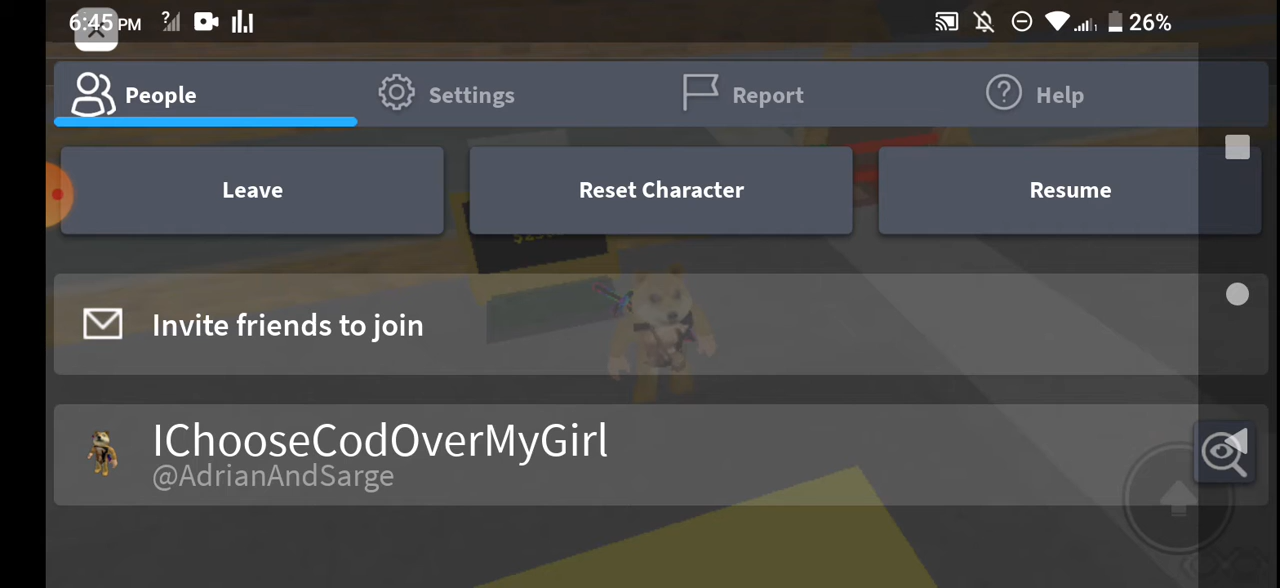 6:45 PM
26%
People
Settings
Report
Help
Leave
Reset Character
Resume
Invite friends to join
IChooseCodOverMyGirl
@AdrianAndSarge